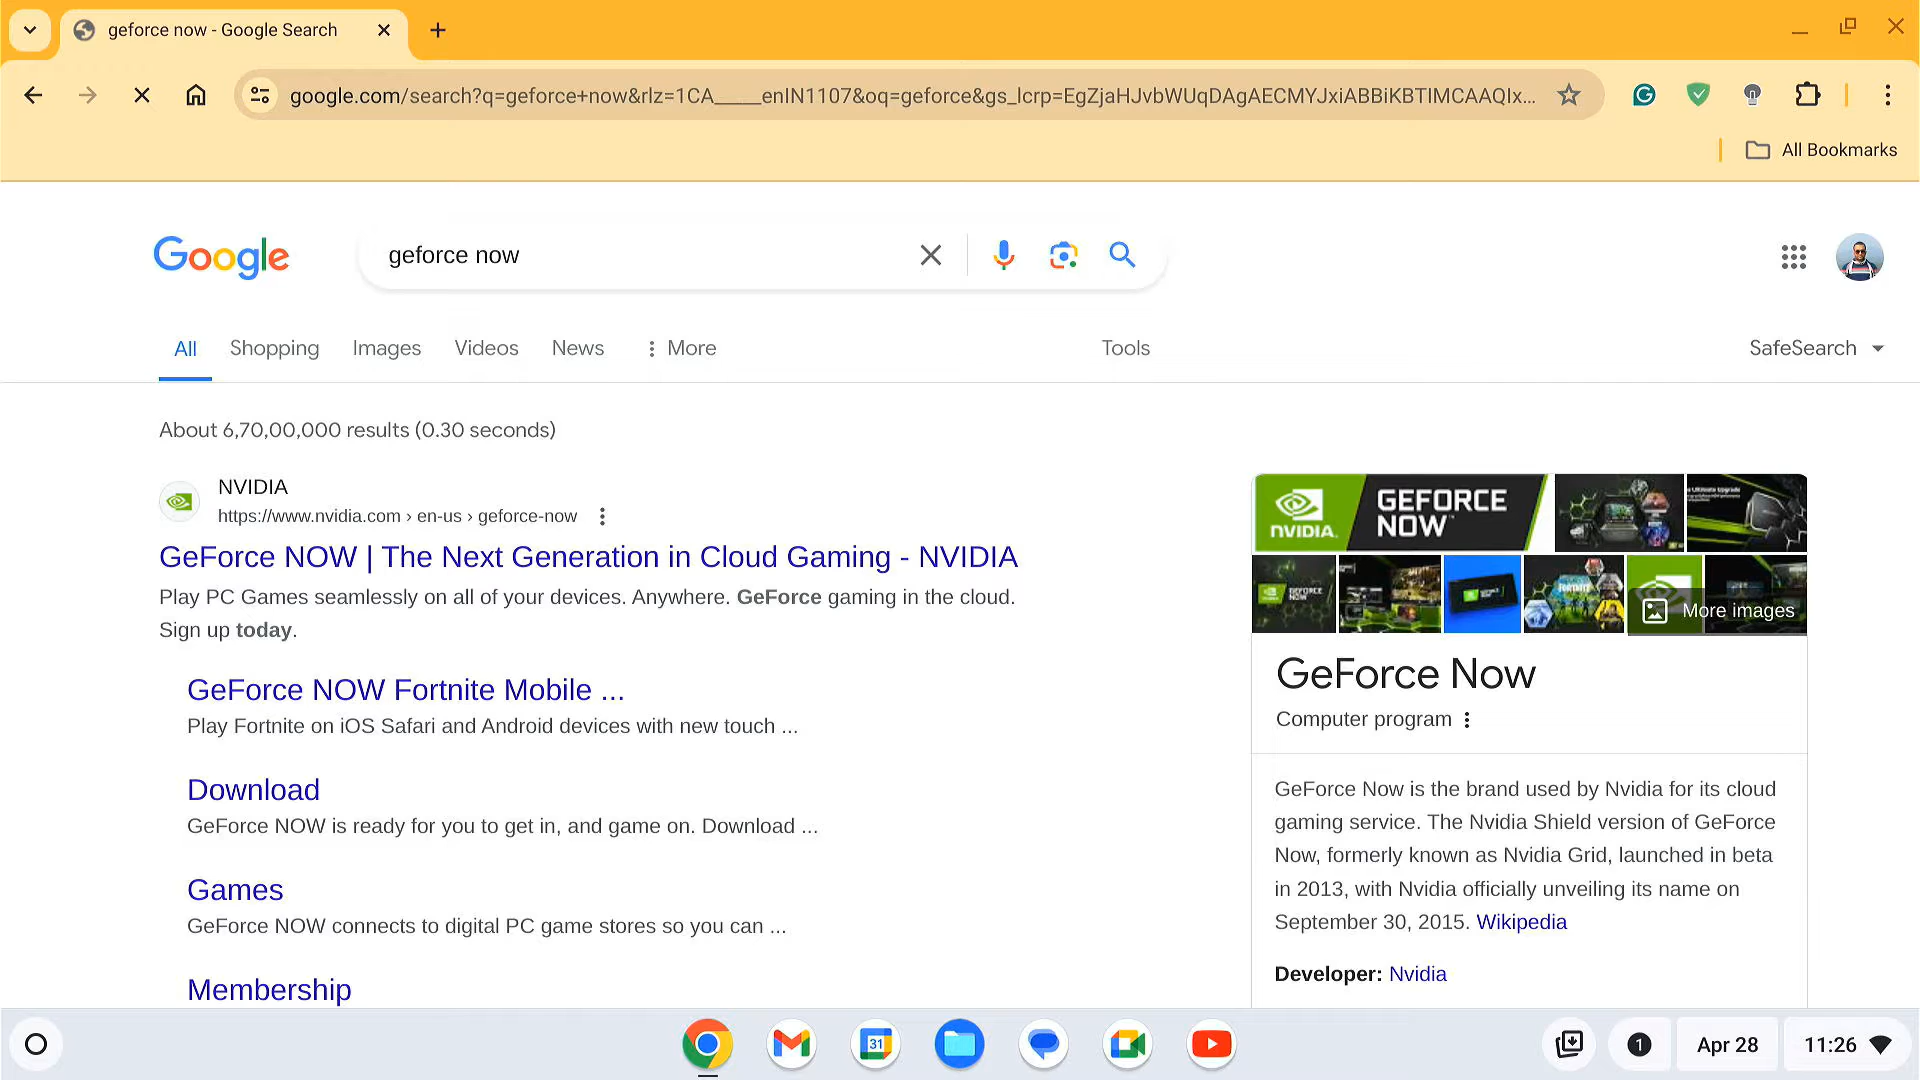 geforce now - Google Search
google.com/search?q=geforce+now&rlz=1CA_____enIN1107&oq=geforce&gs_lcrp=EgZjaHJvbWUqDAgAECMYJxiABBiKBTIMCAAQIx...
All Bookmarks
Google
geforce now
All
Shopping
Images
Videos
News
More
Tools
SafeSearch
About 6,70,00,000 results (0.30 seconds)
NVIDIA
https://www.nvidia.com › en-us › geforce-now
GeForce NOW | The Next Generation in Cloud Gaming - NVIDIA
Play PC Games seamlessly on all of your devices. Anywhere. GeForce gaming in the cloud.
Sign up today.
GeForce NOW Fortnite Mobile ...
Play Fortnite on iOS Safari and Android devices with new touch ...
Download
GeForce NOW is ready for you to get in, and game on. Download ...
Games
GeForce NOW connects to digital PC game stores so you can ...
Membership
NVIDIA.
GEFORCE
NOW
More images
GeForce Now
Computer program
GeForce Now is the brand used by Nvidia for its cloud
gaming service. The Nvidia Shield version of GeForce
Now, formerly known as Nvidia Grid, launched in beta
in 2013, with Nvidia officially unveiling its name on
September 30, 2015. Wikipedia
Developer: Nvidia
31
1
Apr 28
11:26